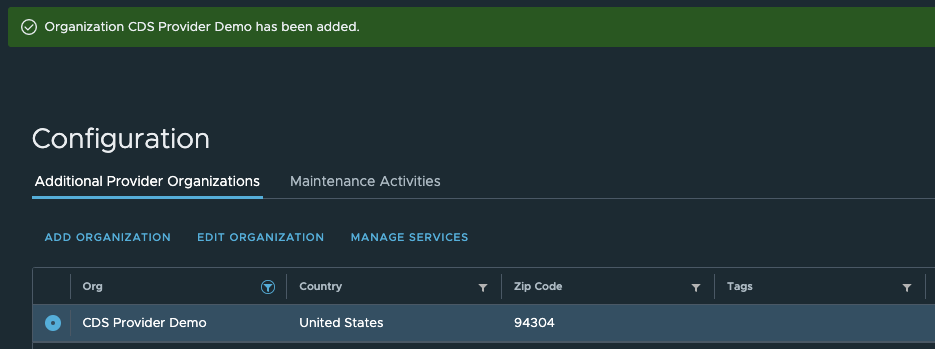 Organization CDS Provider Demo has been added.
Configuration
Additional Provider Organizations Maintenance Activities
ADD ORGANIZATION EDIT ORGANIZATION MANAGE SERVICES
Org Country Zip Code Tags
CDS Provider Demo United States 94304